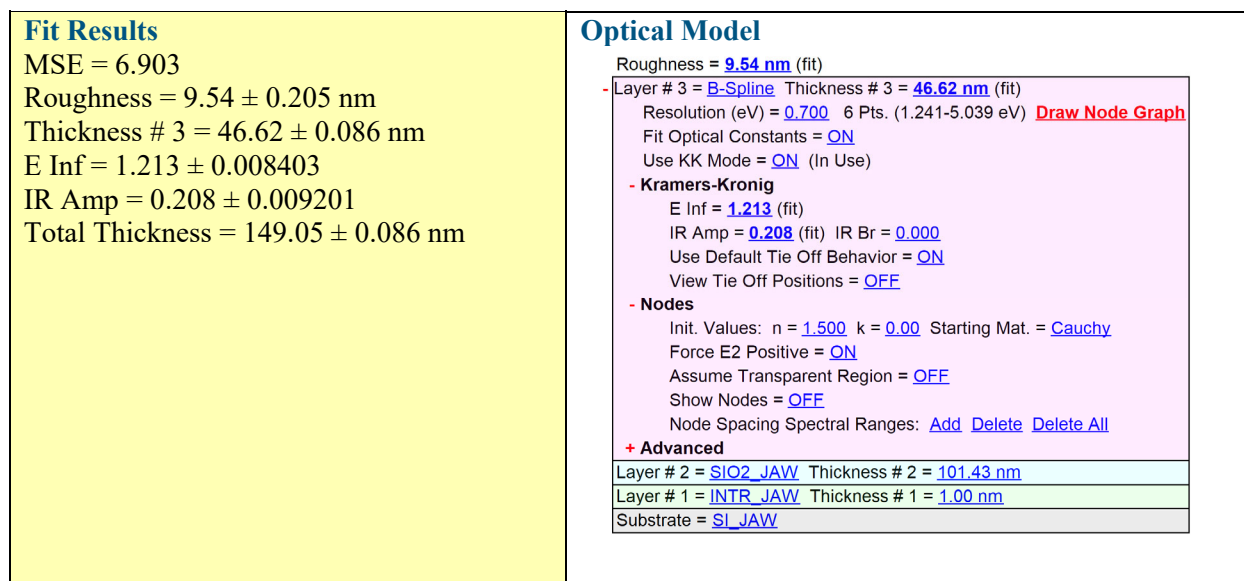 Fit Results
MSE = 6.903
Roughness = 9.54 ± 0.205 nm
Thickness # 3 = 46.62 ± 0.086 nm
E Inf = 1.213 ± 0.008403
IR Amp = 0.208 ± 0.009201
Total Thickness = 149.05 ± 0.086 nm
Optical Model
Roughness = 9.54 nm (fit)
- Layer # 3 = B-Spline Thickness # 3 = 46.62 nm (fit)
Resolution (eV) = 0.700 6 Pts. (1.241-5.039 eV) Draw Node Graph
Fit Optical Constants = ON
Use KK Mode = ON (In Use)
- Kramers-Kronig
E Inf = 1.213 (fit)
IR Amp = 0.208 (fit) IR Br = 0.000
Use Default Tie Off Behavior = ON
View Tie Off Positions = OFF
- Nodes
Init. Values: n = 1.500 k = 0.00 Starting Mat. = Cauchy
Force E2 Positive = ON
Assume Transparent Region = OFF
Show Nodes = OFF
Node Spacing Spectral Ranges: Add Delete Delete All
+ Advanced
Layer # 2 = SIO2_JAW Thickness # 2 = 101.43 nm
Layer # 1 = INTR_JAW Thickness # 1 = 1.00 nm
Substrate = SI_JAW